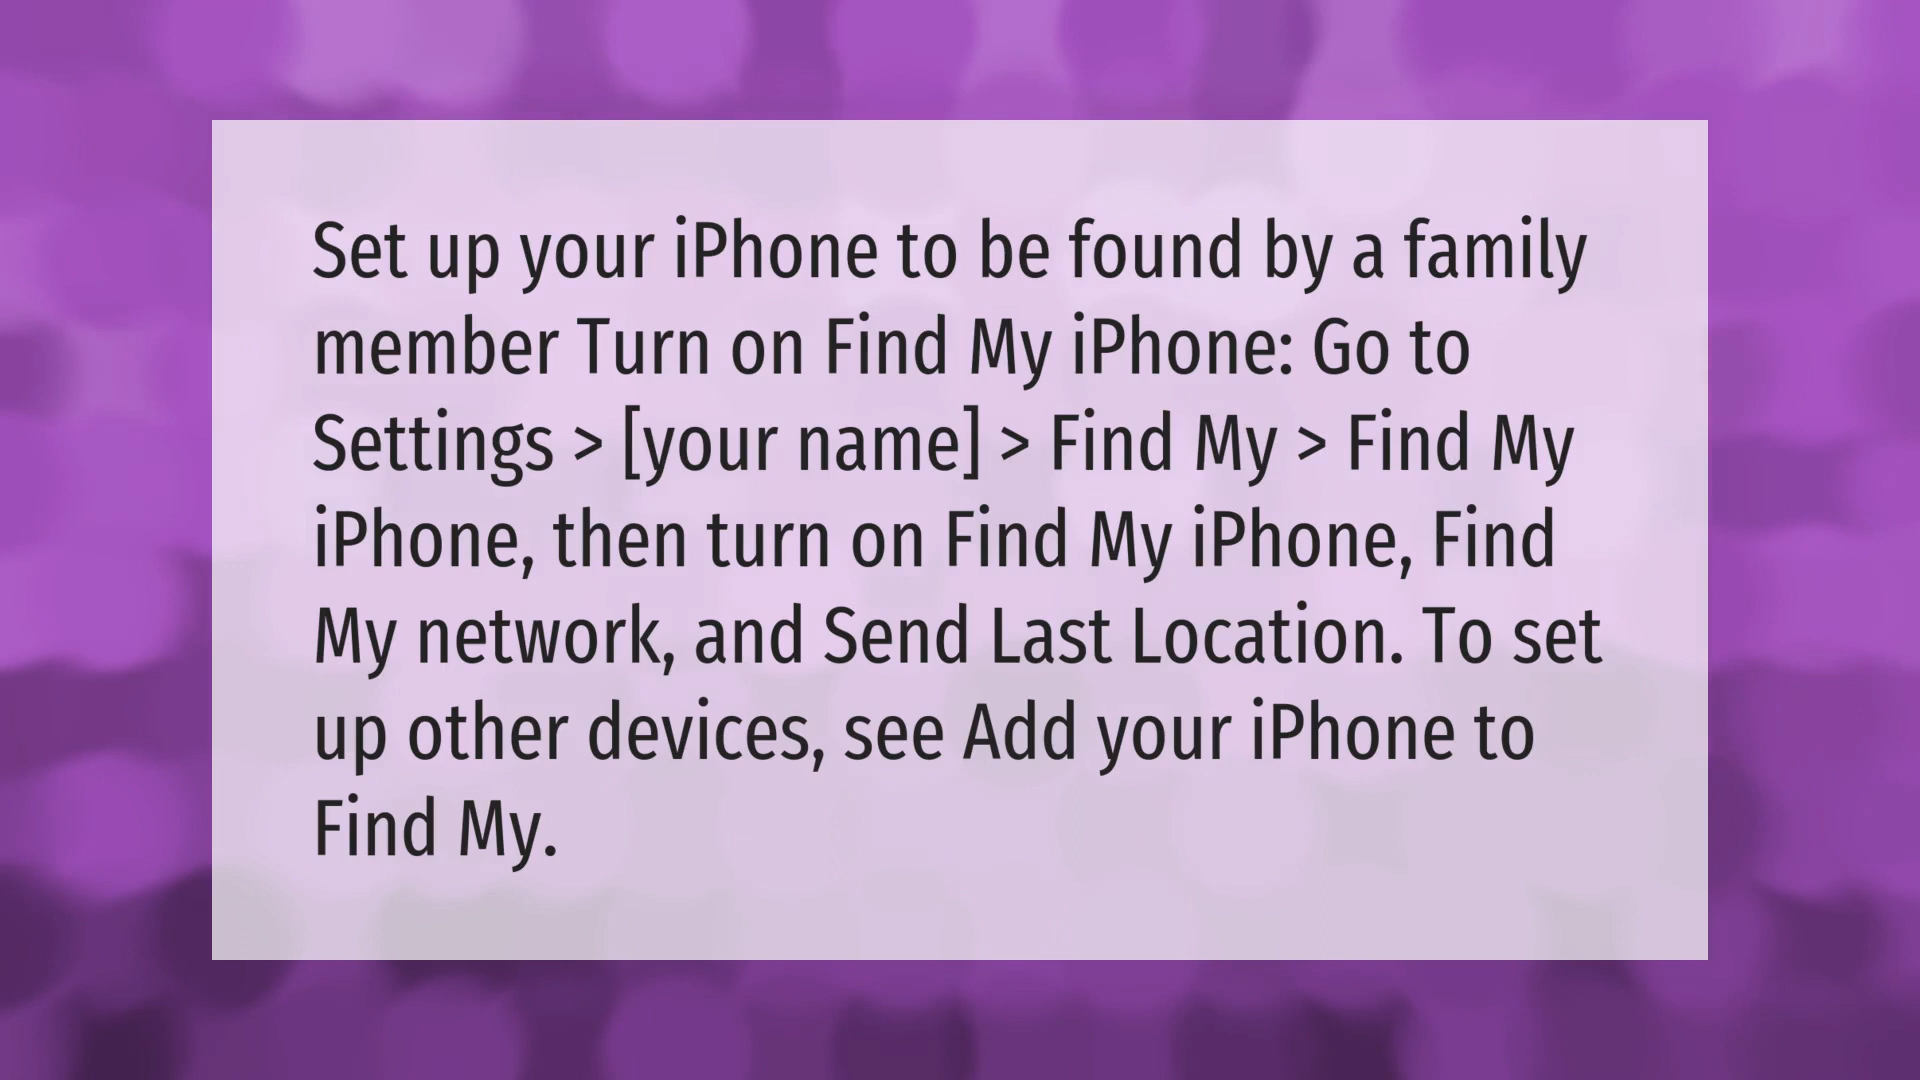 Set up your iPhone to be found by a family
member Turn on Find My iPhone: Go to
Settings > [your name] > Find My > Find My
iPhone, then turn on Find My iPhone, Find
My network, and Send Last Location. To set
up other devices, see Add your iPhone to
Find My.